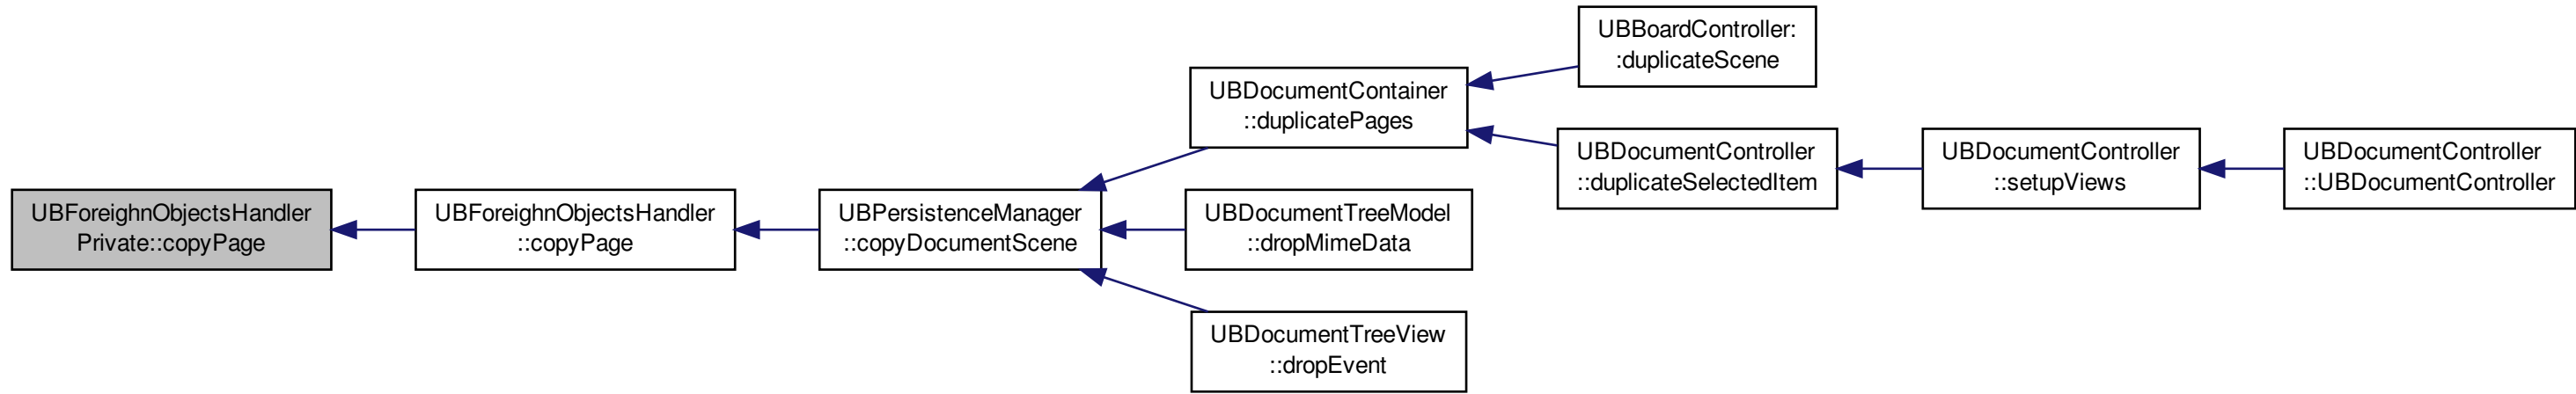 UBForeighnObjectsHandler
Private::copyPage
UBForeighnObjectsHandler
::copyPage
UBPersistenceManager
::copyDocumentScene
UBDocumentContainer
::duplicatePages
UBBoardController:
:duplicateScene
UBDocumentController
::duplicateSelectedItem
UBDocumentController
::setupViews
UBDocumentController
::UBDocumentController
UBDocumentTreeModel
::dropMimeData
UBDocumentTreeView
::dropEvent